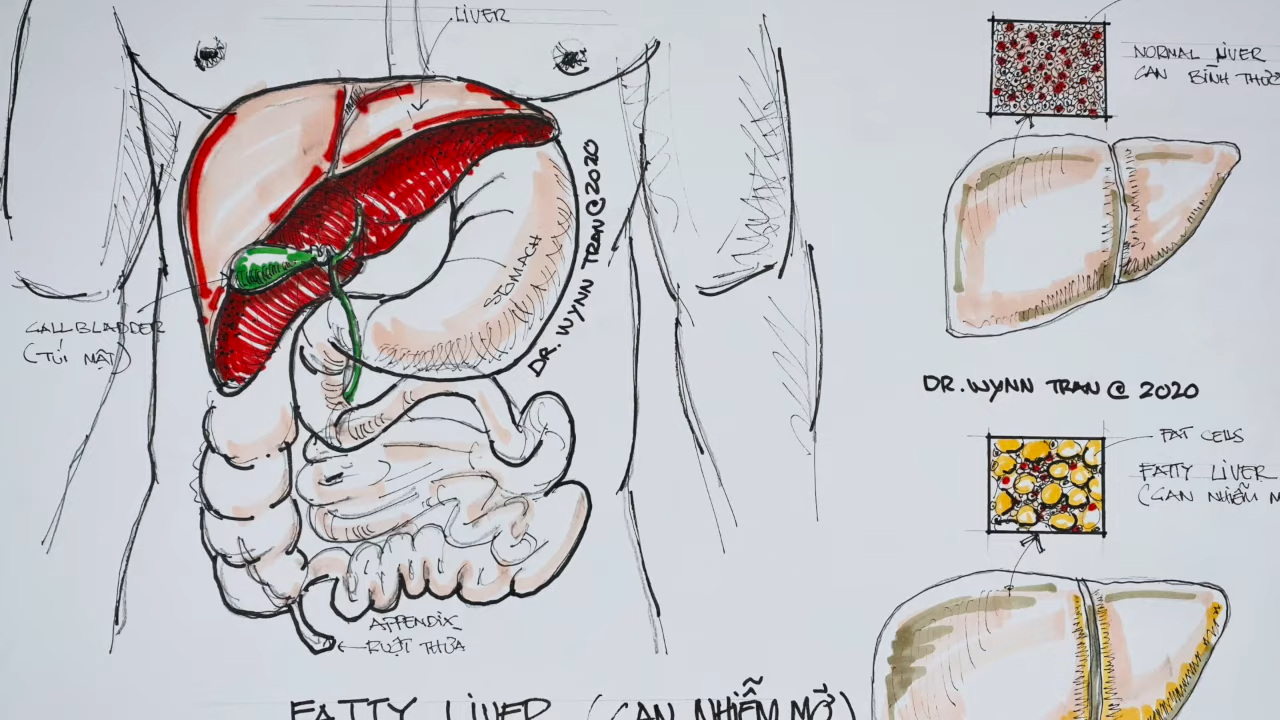 LIVER
NORMAL LIVER
GAN BÌNH
STOMACH
DR. WYNN TRAN © 2020
GALLBLADDER
(TÚI MẬT)
DR. WYNN TRAN © 2020
FAT CELLS
FATTY LIVER
(GAN NHIỄM
APPENDIX
RUỘT THỪA
FATTY LIVER (GAN NHIỄM MỠ)